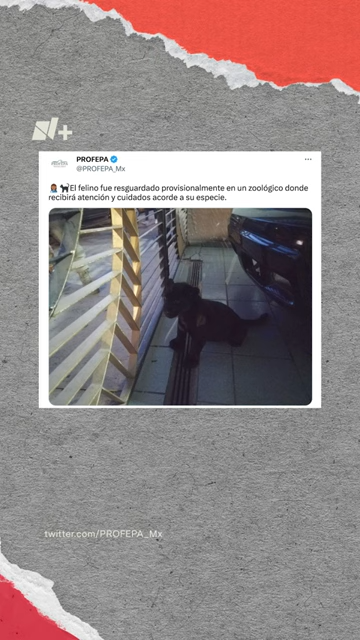 N+
PROFEPA
@PROFEPA_Mx
El felino fue resguardado provisionalmente en un zoológico donde
recibirá atención y cuidados acorde a su especie.
twitter.com/PROFEPA_Mx